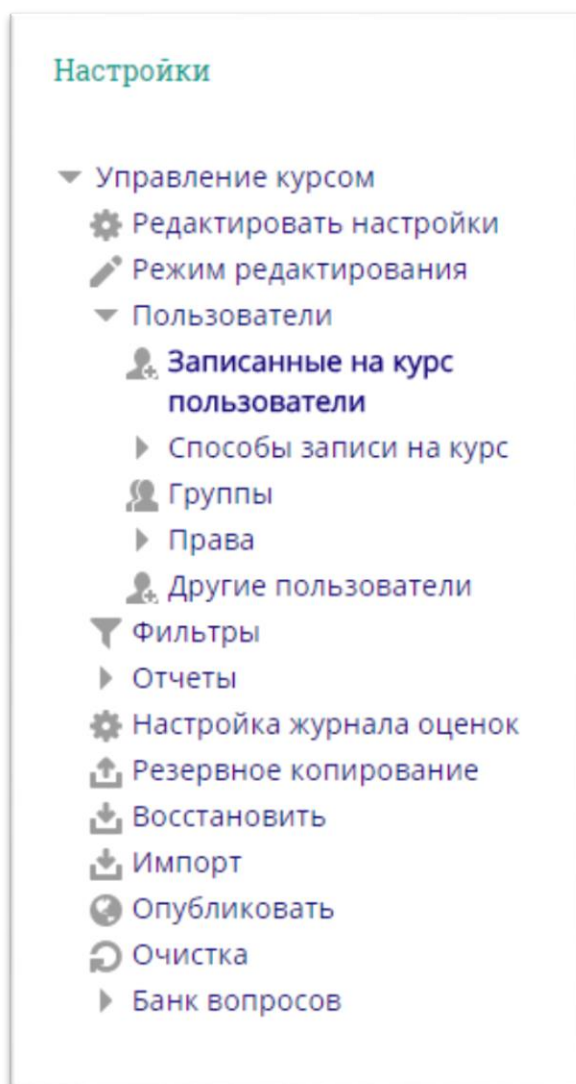 Настройки
Управление курсом
Редактировать настройки
Режим редактирования
Пользователи
Записанные на курс
пользователи
Способы записи на курс
Группы
Права
Другие пользователи
Фильтры
Отчеты
Настройка журнала оценок
Резервное копирование
Восстановить
Импорт
Опубликовать
Очистка
Банк вопросов